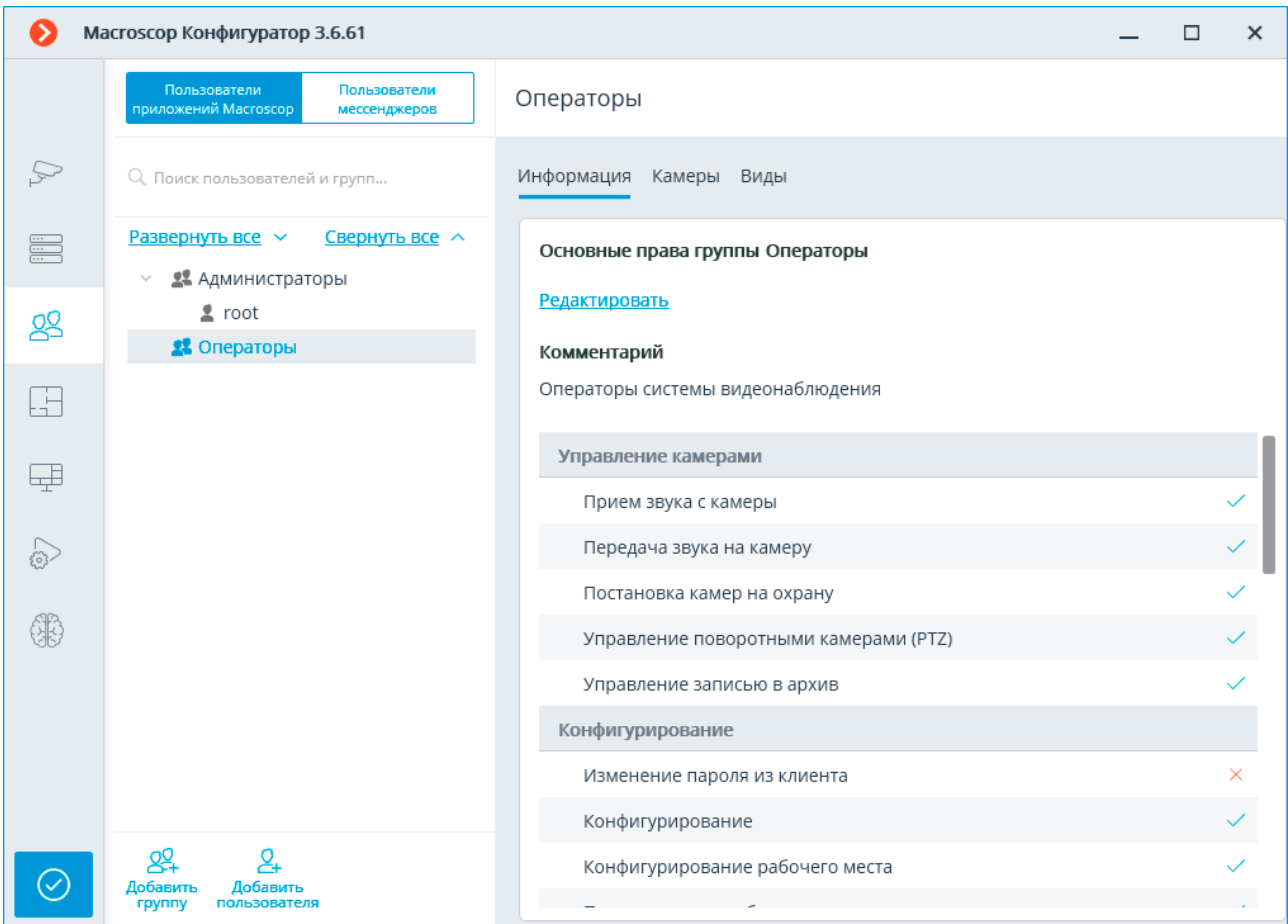 Macroscop Конфигуратор 3.6.61
Пользователи
приложений Macroscop
Пользователи
мессенджеров
Поиск пользователей и групп...
Развернуть все
Свернуть все
Администраторы
root
Операторы
Добавить
группу
Добавить
пользователя
Операторы
Информация
Камеры
Виды
Основные права группы Операторы
Редактировать
Комментарий
Операторы системы видеонаблюдения
Управление камерами
Прием звука с камеры
Передача звука на камеру
Постановка камер на охрану
Управление поворотными камерами (PTZ)
Управление записью в архив
Конфигурирование
Изменение пароля из клиента
Конфигурирование
Конфигурирование рабочего места